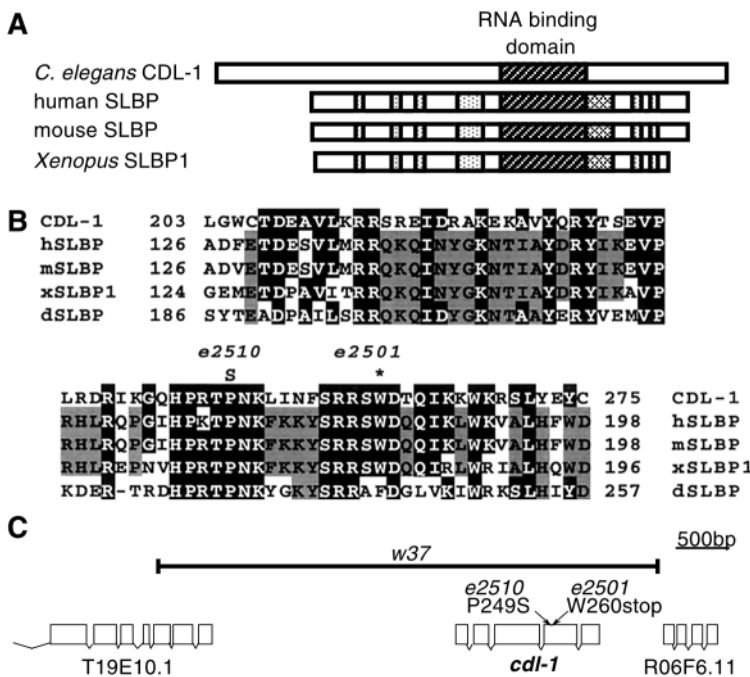 A
RNA binding
domain
C. elegans CDL-1
human SLBP
mouse SLBP
Xenopus SLBP1
B
CDL-1 203 LGWCTDEAVLKRRSREIDRAKEKAVYQRYTSEVP
hSLBP 126 ADFETDESVLMRRQKQINYGKNTIAYDRYIKEVP
mSLBP 126 ADVETDESVLMRRQKQINYGKNTIAYDRYIKEVP
xSLBP1 124 GEMETDPAVITRRQKQINYGKNTIAYDRYIKAVP
dSLBP 186 SYTEADPAILSRRQKQIDYGKNTAAYERYVEMVP
e2510 e2501
S *
LRDRIKGQHPRTPNKLINFSRRSWDTQIKKWKRSLYEYC 275 CDL-1
RHLRQPGIHPKTPNKFKKYSRRSWDQQIKLWKVALHFWD 198 hSLBP
RHLRQPGIHPRTPNKFKKYSRRSWDQQIKLWKVALHFWD 198 mSLBP
RHLREPNVHPRTPNKFKKYSRRSWDQQIRLWRIALHQWD 196 xSLBP1
KDER-TRDHPRTPNKYGKYSRRAFDGLVKIWRKSLHIYD 257 dSLBP
C
500bp
w37
e2510 e2501
P249S W260stop
T19E10.1 cdl-1 R06F6.11